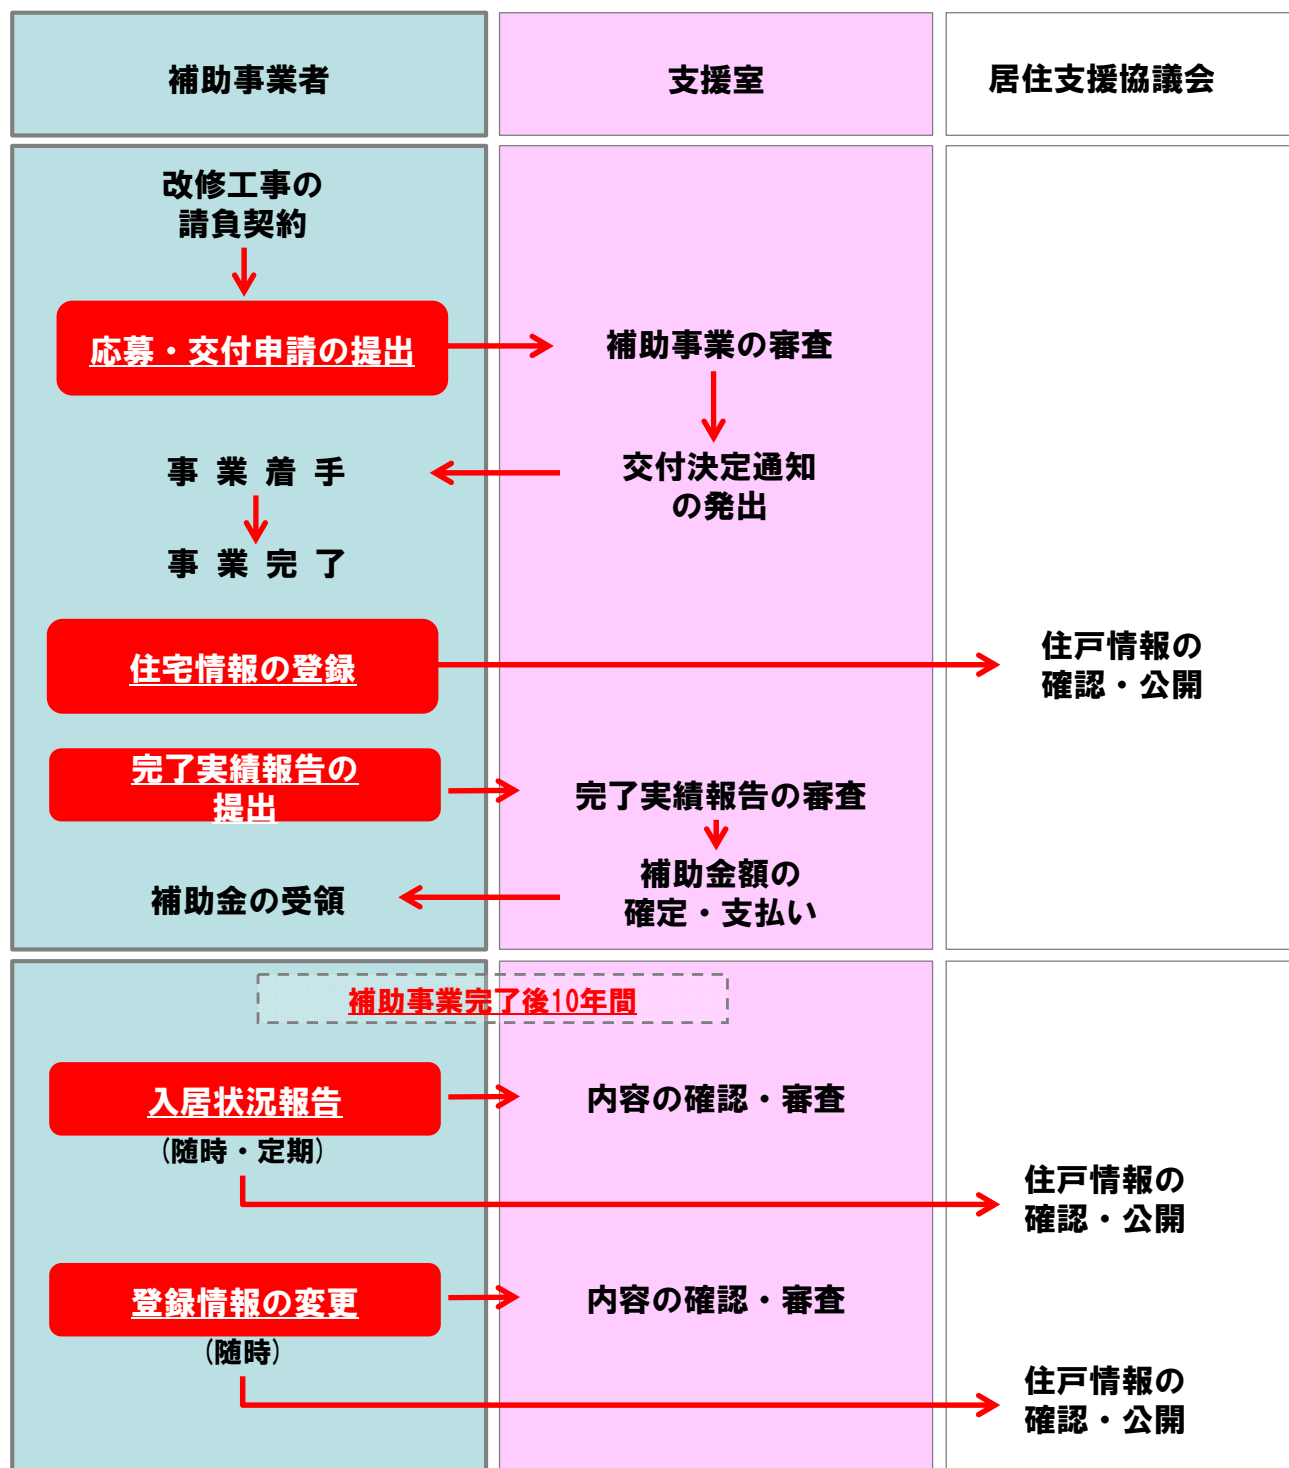 補助事業者
支援室
居住支援協議会
改修工事の
請負契約
応募・交付申請の提出
補助事業の審査
事業着手
交付決定通知
の発出
事業完了
住宅情報の登録
住戸情報の
確認・公開
完了実績報告の
提出
完了実績報告の審査
補助金の受領
補助金額の
確定・支払い
補助事業完了後10年間
入居状況報告
(随時・定期)
内容の確認・審査
住戸情報の
確認・公開
登録情報の変更
(随時)
内容の確認・審査
住戸情報の
確認・公開